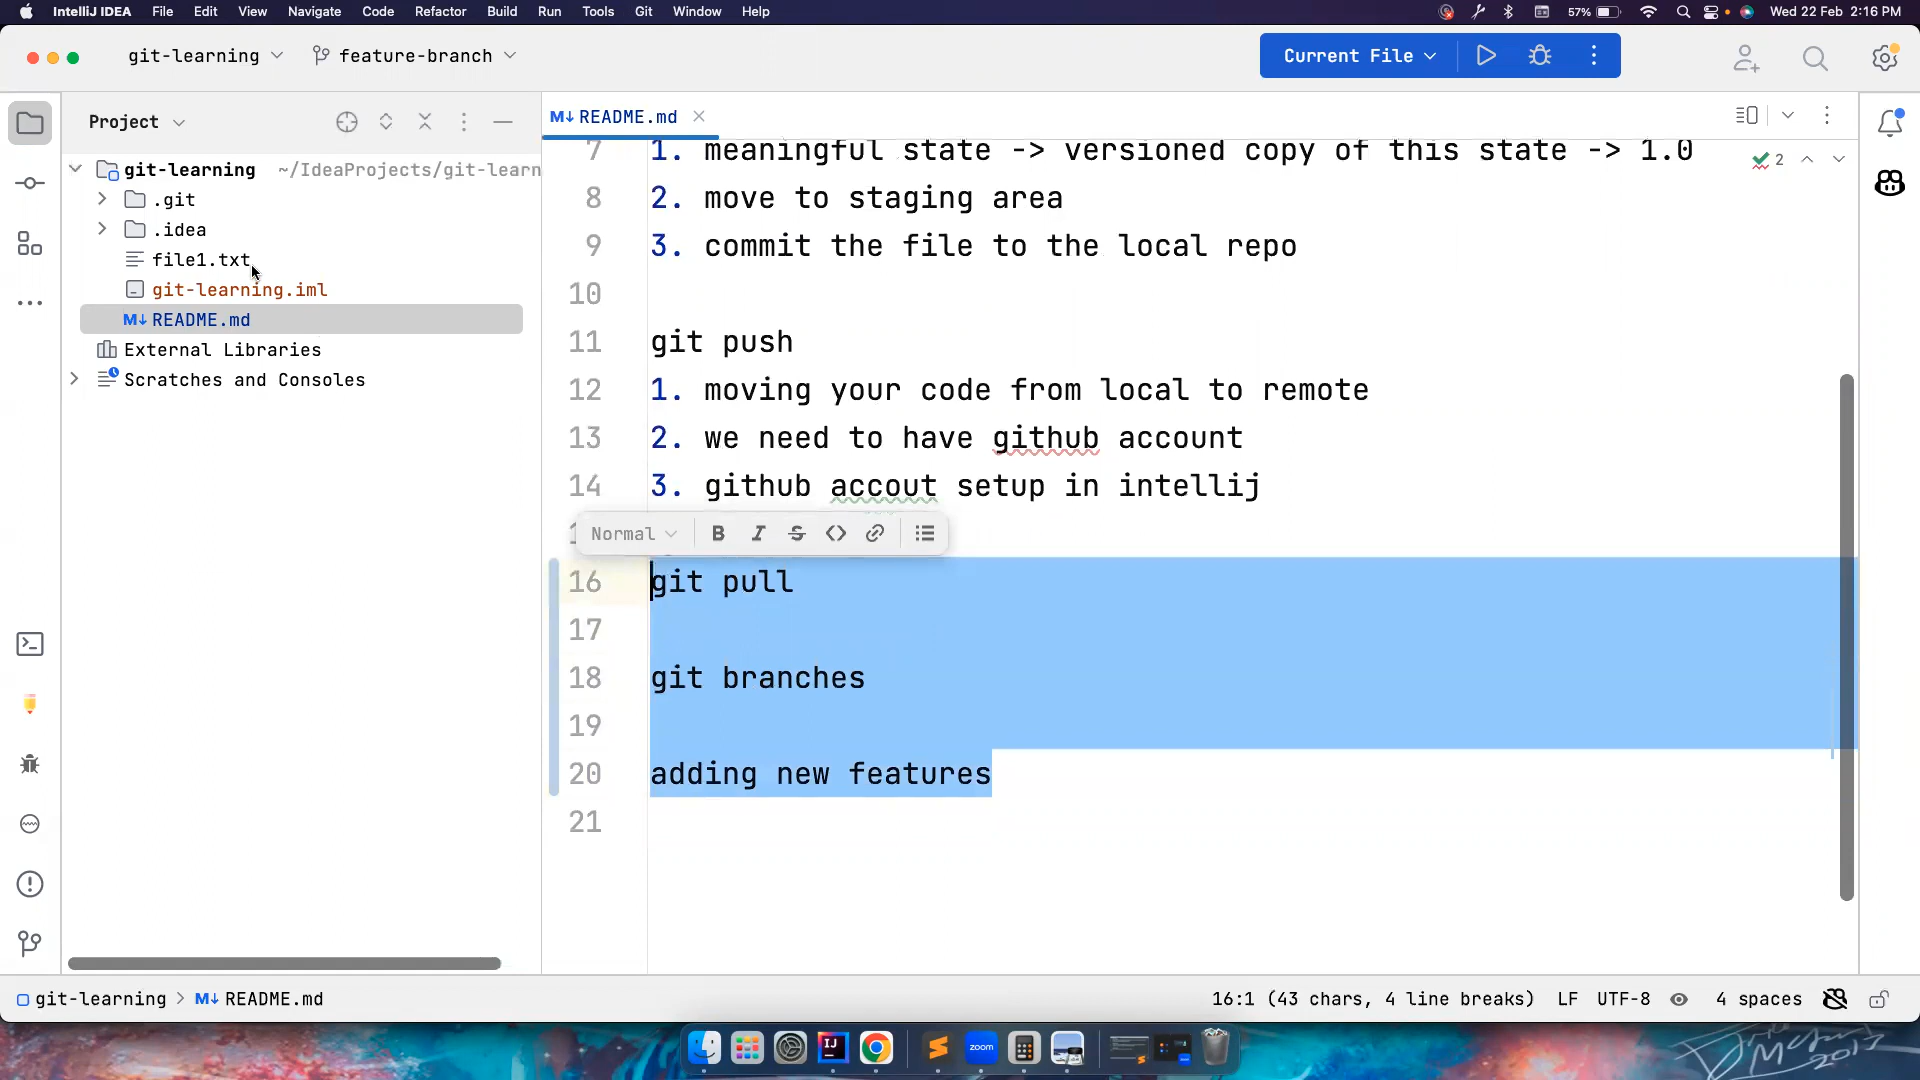 IntelliJ IDEA File Edit View Navigate Code Refactor Build Run Tools Git Window Help 57% Wed 22 Feb 2:16 PM
git-learning feature-branch Current File
Project M↓ README.md
git-learning ~/IdeaProjects/git-learn
.git
.idea
file1.txt
git-learning.iml
M↓ README.md
External Libraries
Scratches and Consoles
7 1. meaningful state -> versioned copy of this state -> 1.0 2
8 2. move to staging area
9 3. commit the file to the local repo
10
11 git push
12 1. moving your code from local to remote
13 2. we need to have github account
14 3. github accout setup in intellij
Normal B I S
16 git pull
17
18 git branches
19
20 adding new features
21
git-learning > M↓ README.md 16:1 (43 chars, 4 line breaks) LF UTF-8 4 spaces
IJ zoom
2017